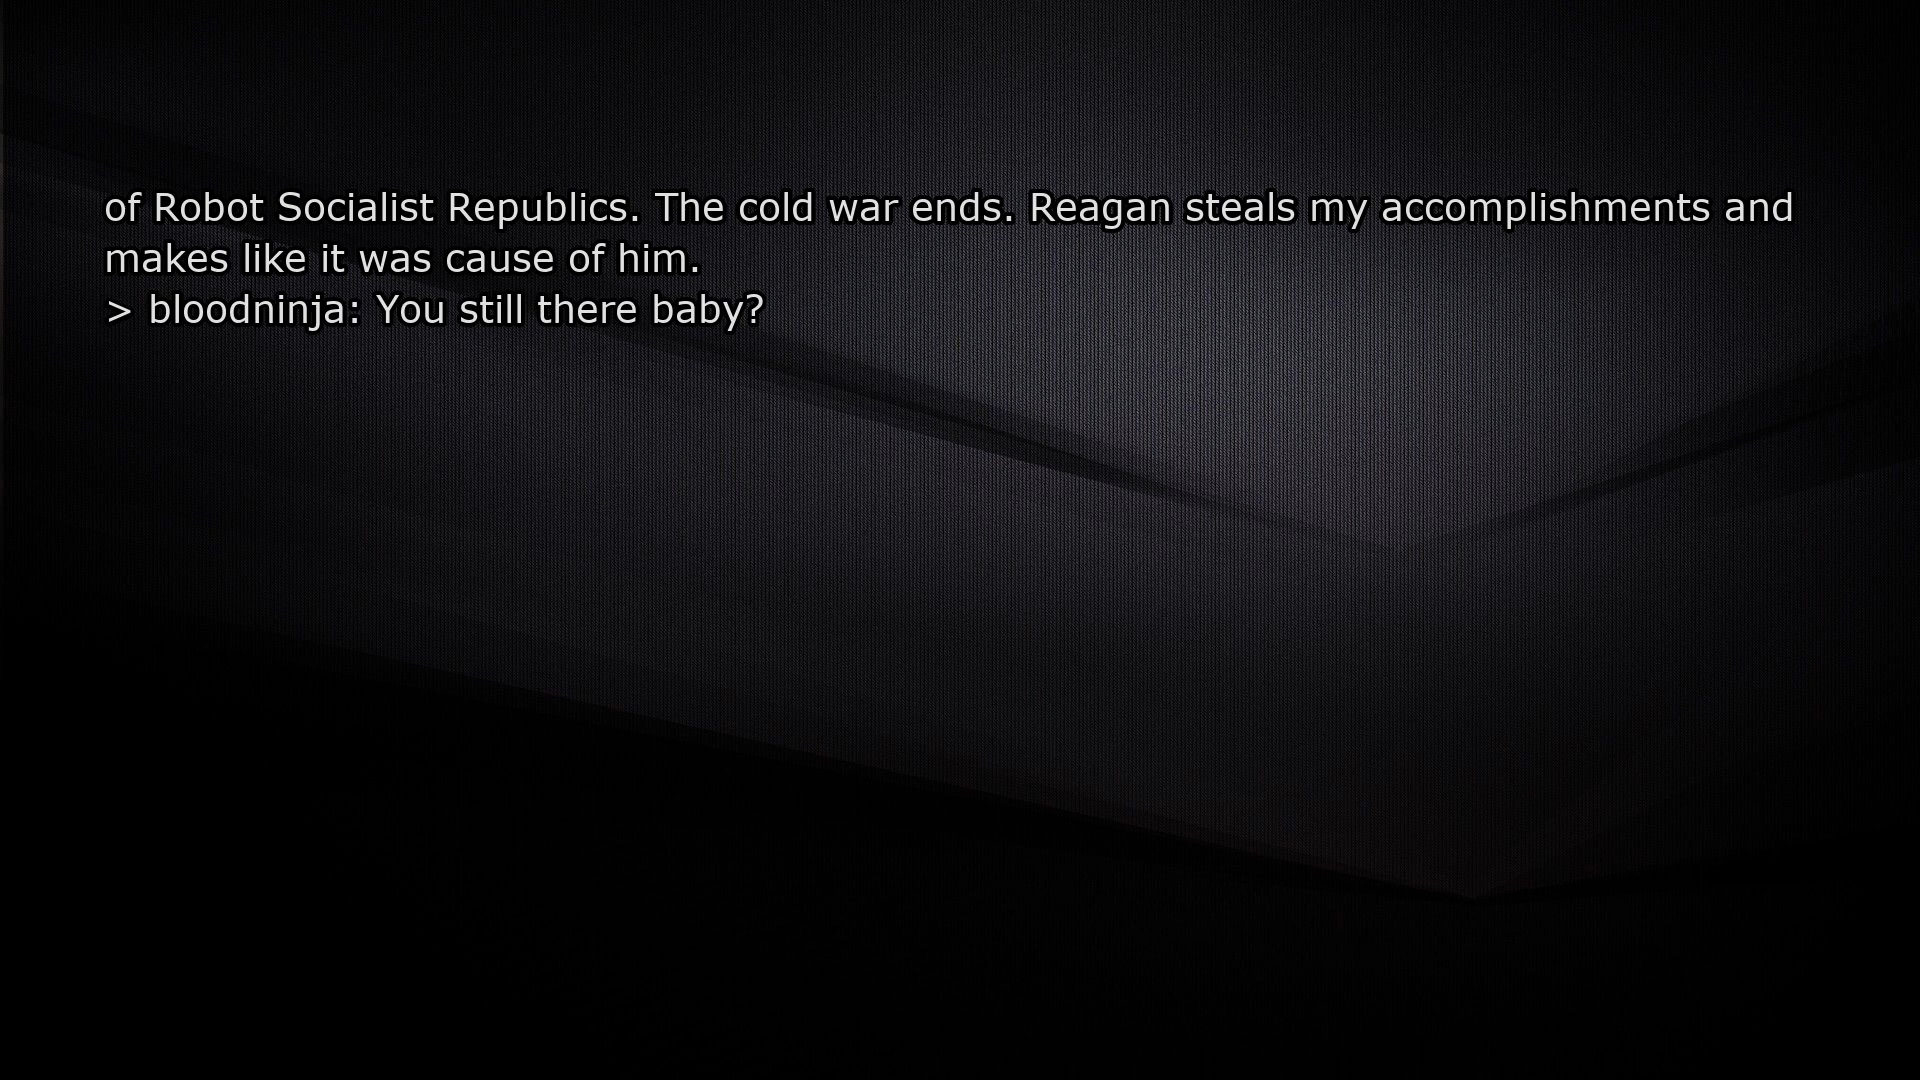 of Robot Socialist Republics. The cold war ends. Reagan steals my accomplishments and
makes like it was cause of him.
> bloodninja: You still there baby?